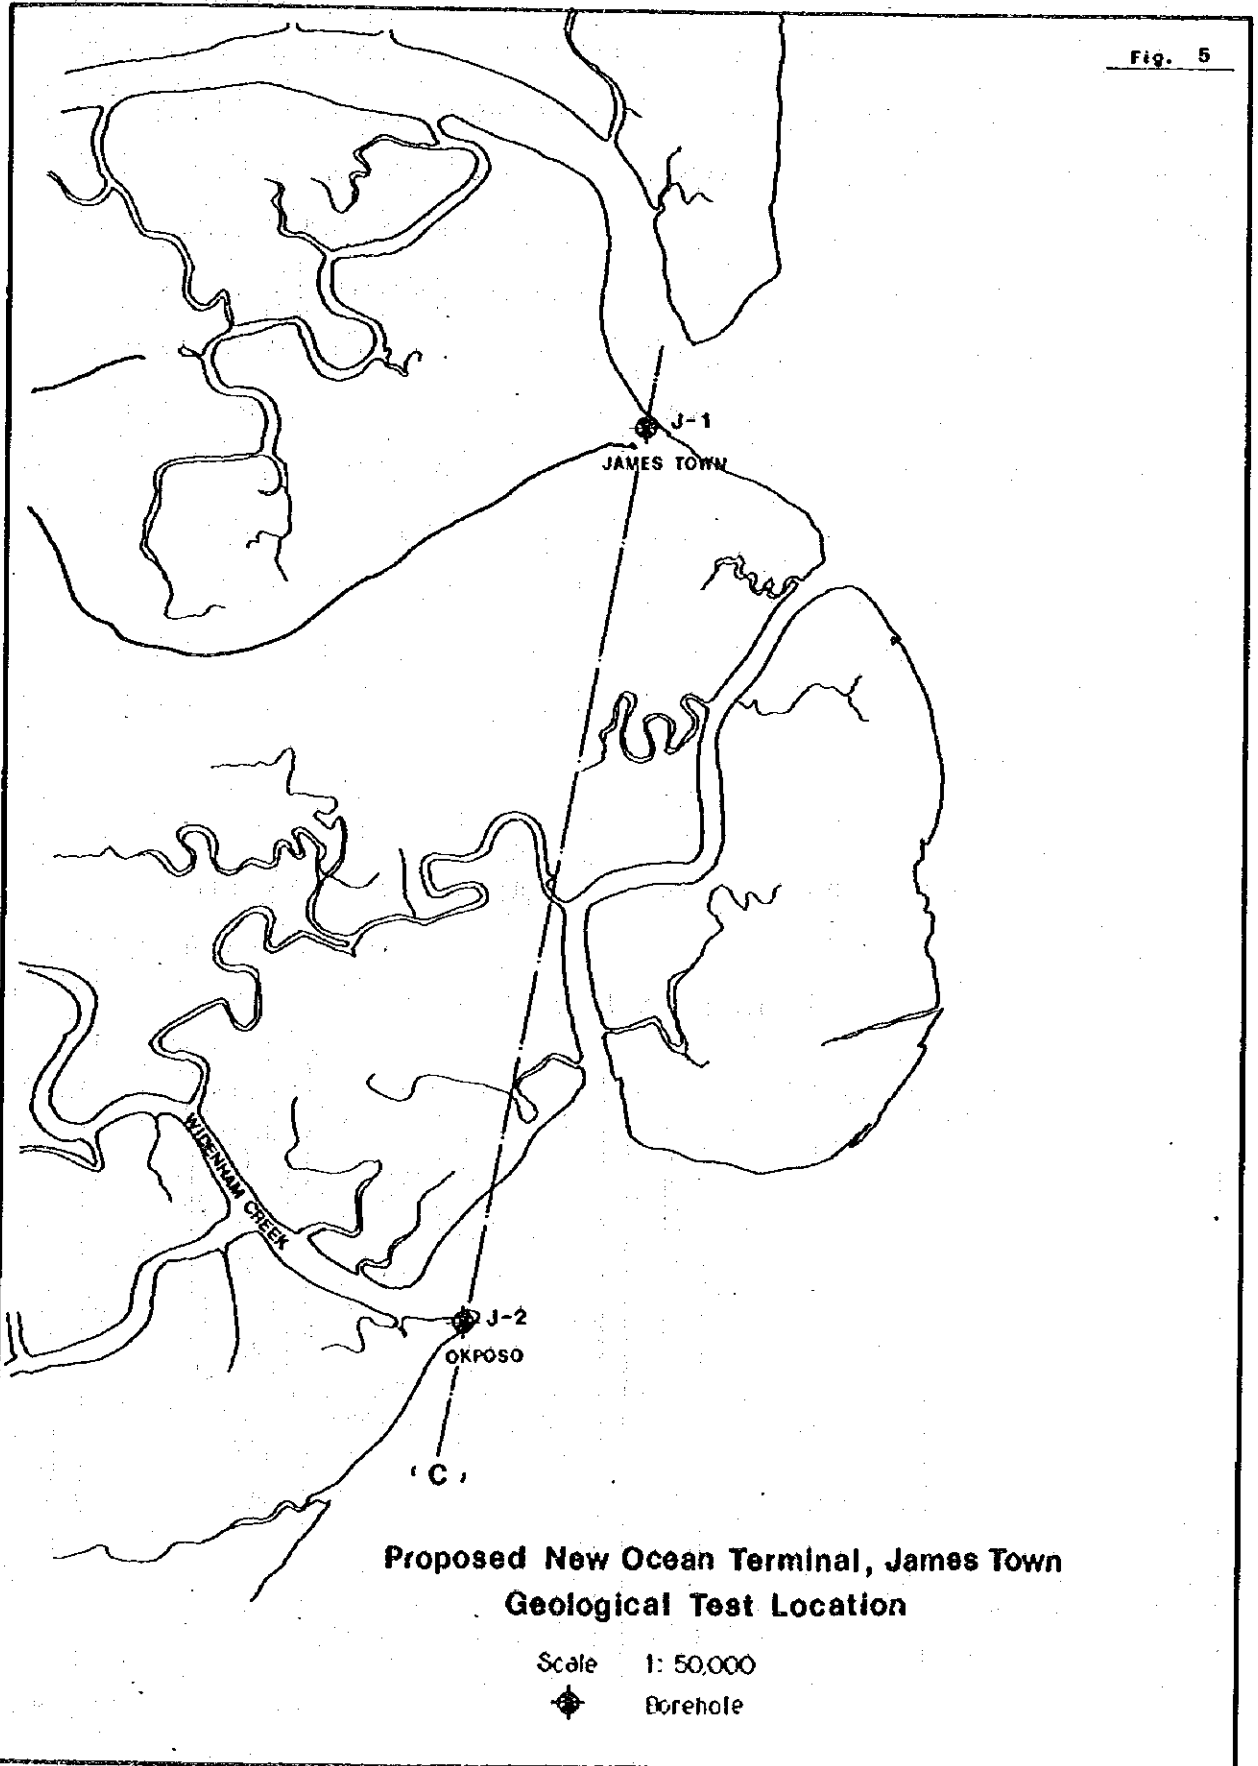 Fig. 5
J-1
JAMES TOWN
WIDENHAM CREEK
J-2
OKPOSO
'C'
Proposed New Ocean Terminal, James Town
Geological Test Location
Scale 1: 50,000
Borehole